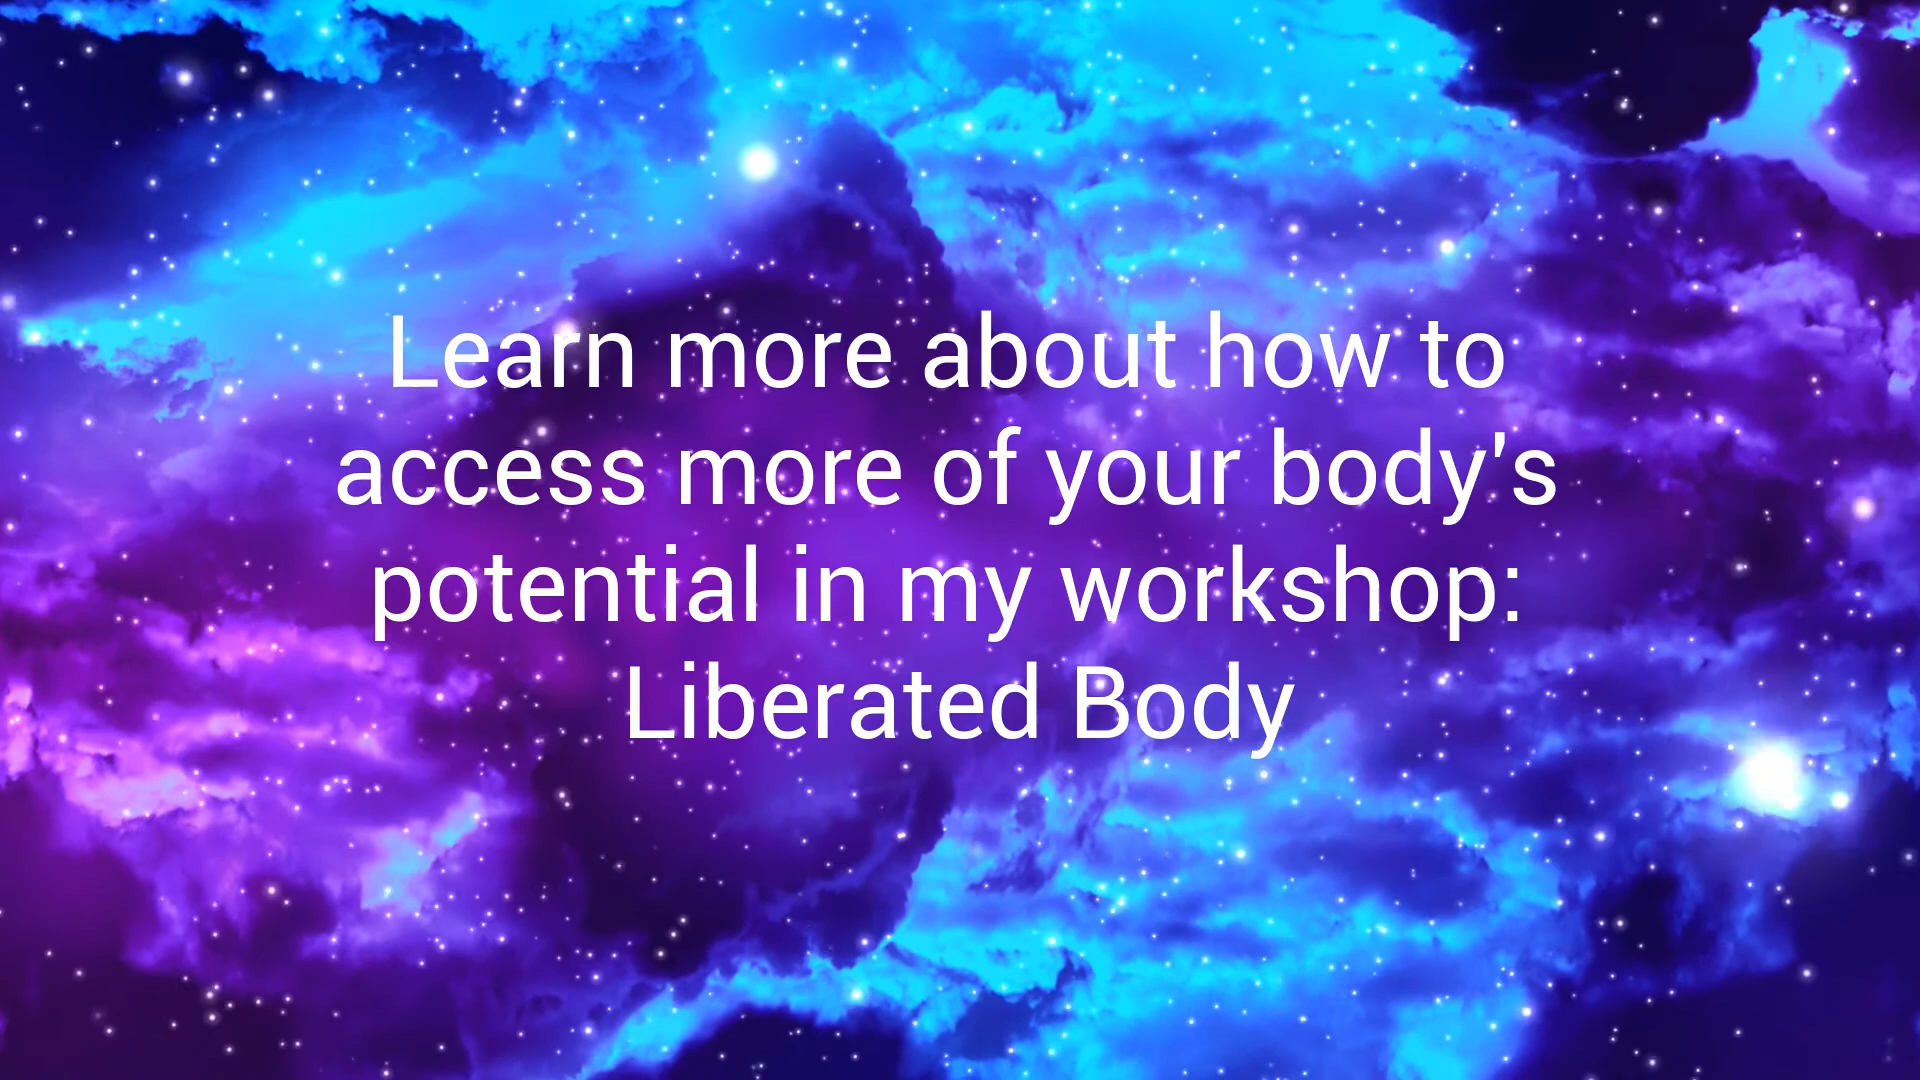 Learn more about how to
access more of your body's
potential in my workshop:
Liberated Body